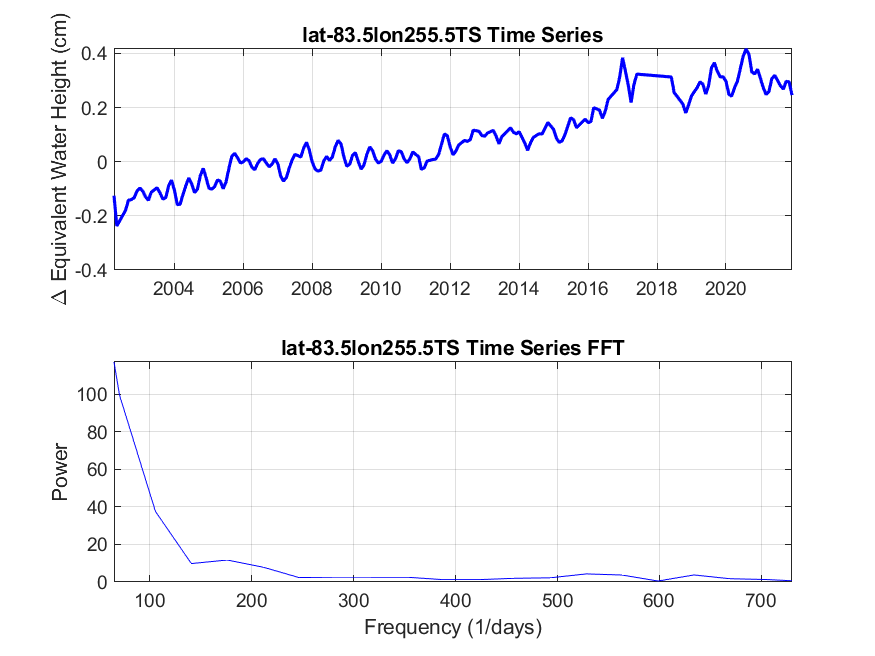 lat-83.5lon255.5TS Time Series
Δ Equivalent Water Height (cm)
0.4
0.2
0
-0.2
-0.4
2004 2006 2008 2010 2012 2014 2016 2018 2020
lat-83.5lon255.5TS Time Series FFT
Power
100
80
60
40
20
0
100 200 300 400 500 600 700
Frequency (1/days)